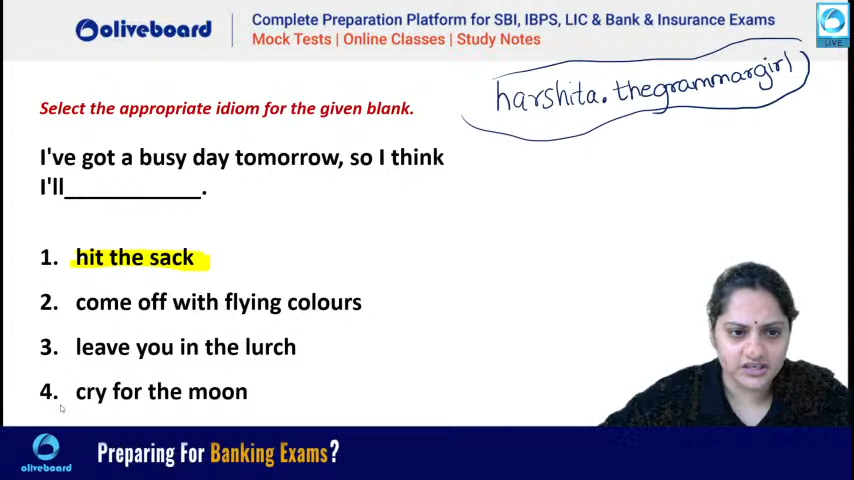 oliveboard
Complete Preparation Platform for SBI, IBPS, LIC & Bank & Insurance Exams
Mock Tests | Online Classes | Study Notes
LIVE
harshita.thegrammargirl
Select the appropriate idiom for the given blank.
I've got a busy day tomorrow, so I think
I'll___________.
1. hit the sack
2. come off with flying colours
3. leave you in the lurch
4. cry for the moon
oliveboard
Preparing For Banking Exams?